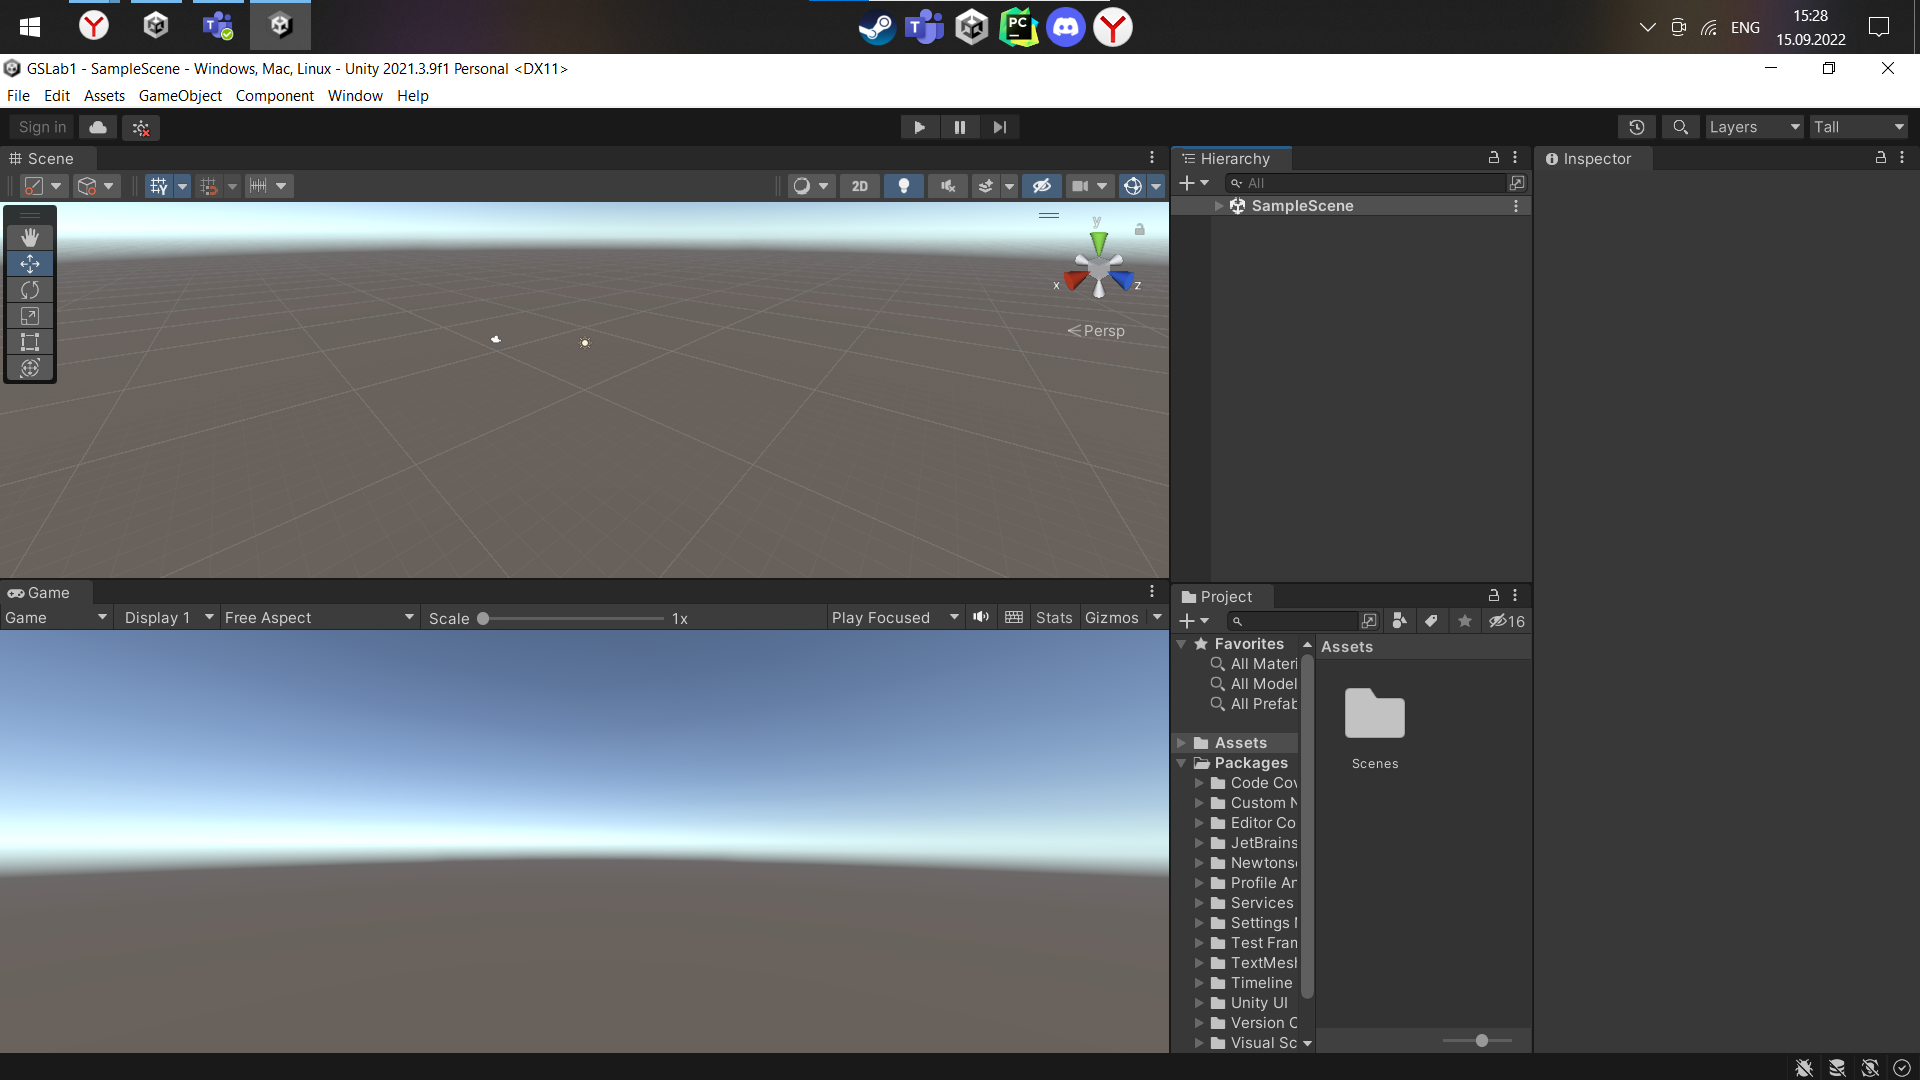 ENG
15:28
15.09.2022
GSLab1 - SampleScene - Windows, Mac, Linux - Unity 2021.3.9f1 Personal <DX11>
File Edit Assets GameObject Component Window Help
Sign in
Layers
Tall
Scene
2D
y
x
z
Persp
Hierarchy
All
SampleScene
Inspector
Game
Game
Display 1
Free Aspect
Scale
1x
Play Focused
Stats
Gizmos
Project
16
Favorites
All Materi
All Model
All Prefab
Assets
Packages
Code Cov
Custom N
Editor Co
JetBrains
Newtonso
Profile An
Services
Settings M
Test Fram
TextMesh
Timeline
Unity UI
Version C
Visual Sc
Assets
Scenes